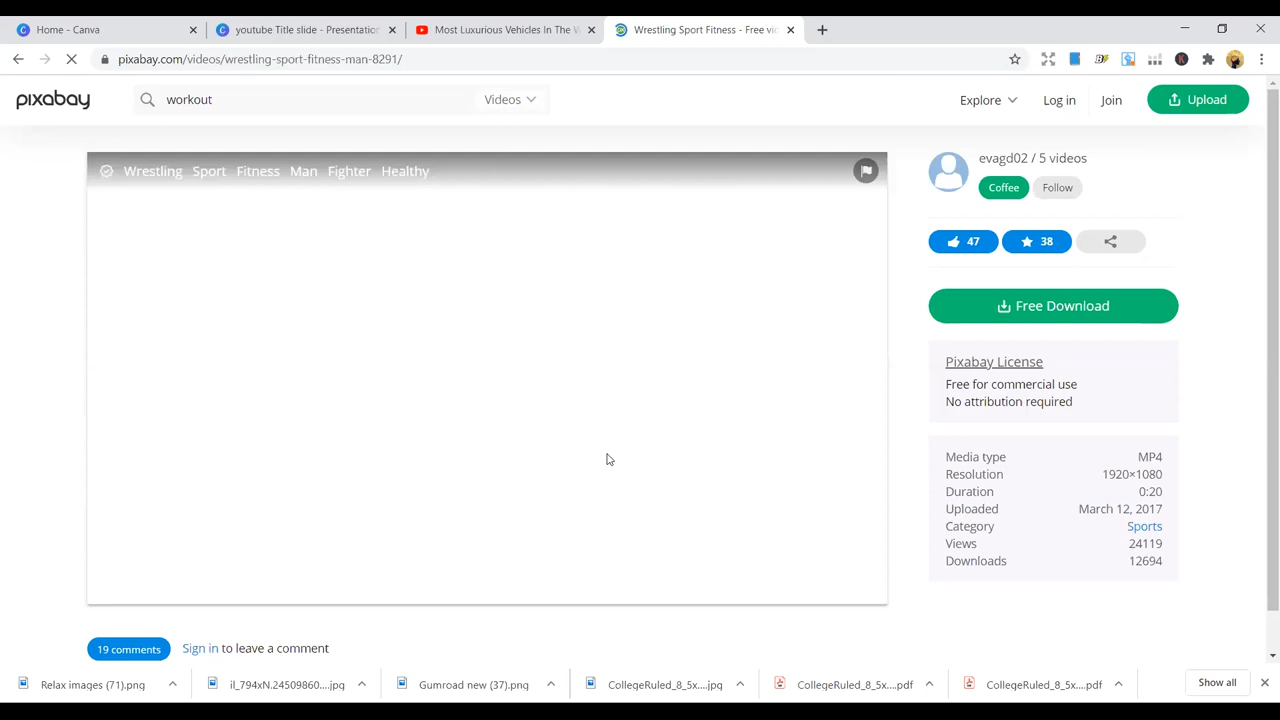 Home - Canva
youtube Title slide - Presentation
Most Luxurious Vehicles In The W
Wrestling Sport Fitness - Free vid
pixabay.com/videos/wrestling-sport-fitness-man-8291/
pixabay
workout
Videos
Explore
Log in
Join
Upload
Wrestling Sport Fitness Man Fighter Healthy
evagd02 / 5 videos
Coffee
Follow
47
38
Free Download
Pixabay License
Free for commercial use
No attribution required
Media type MP4
Resolution 1920×1080
Duration 0:20
Uploaded March 12, 2017
Category Sports
Views 24119
Downloads 12694
19 comments
Sign in to leave a comment
Relax images (71).png
il_794xN.24509860....jpg
Gumroad new (37).png
CollegeRuled_8_5x....jpg
CollegeRuled_8_5x....pdf
CollegeRuled_8_5x....pdf
Show all